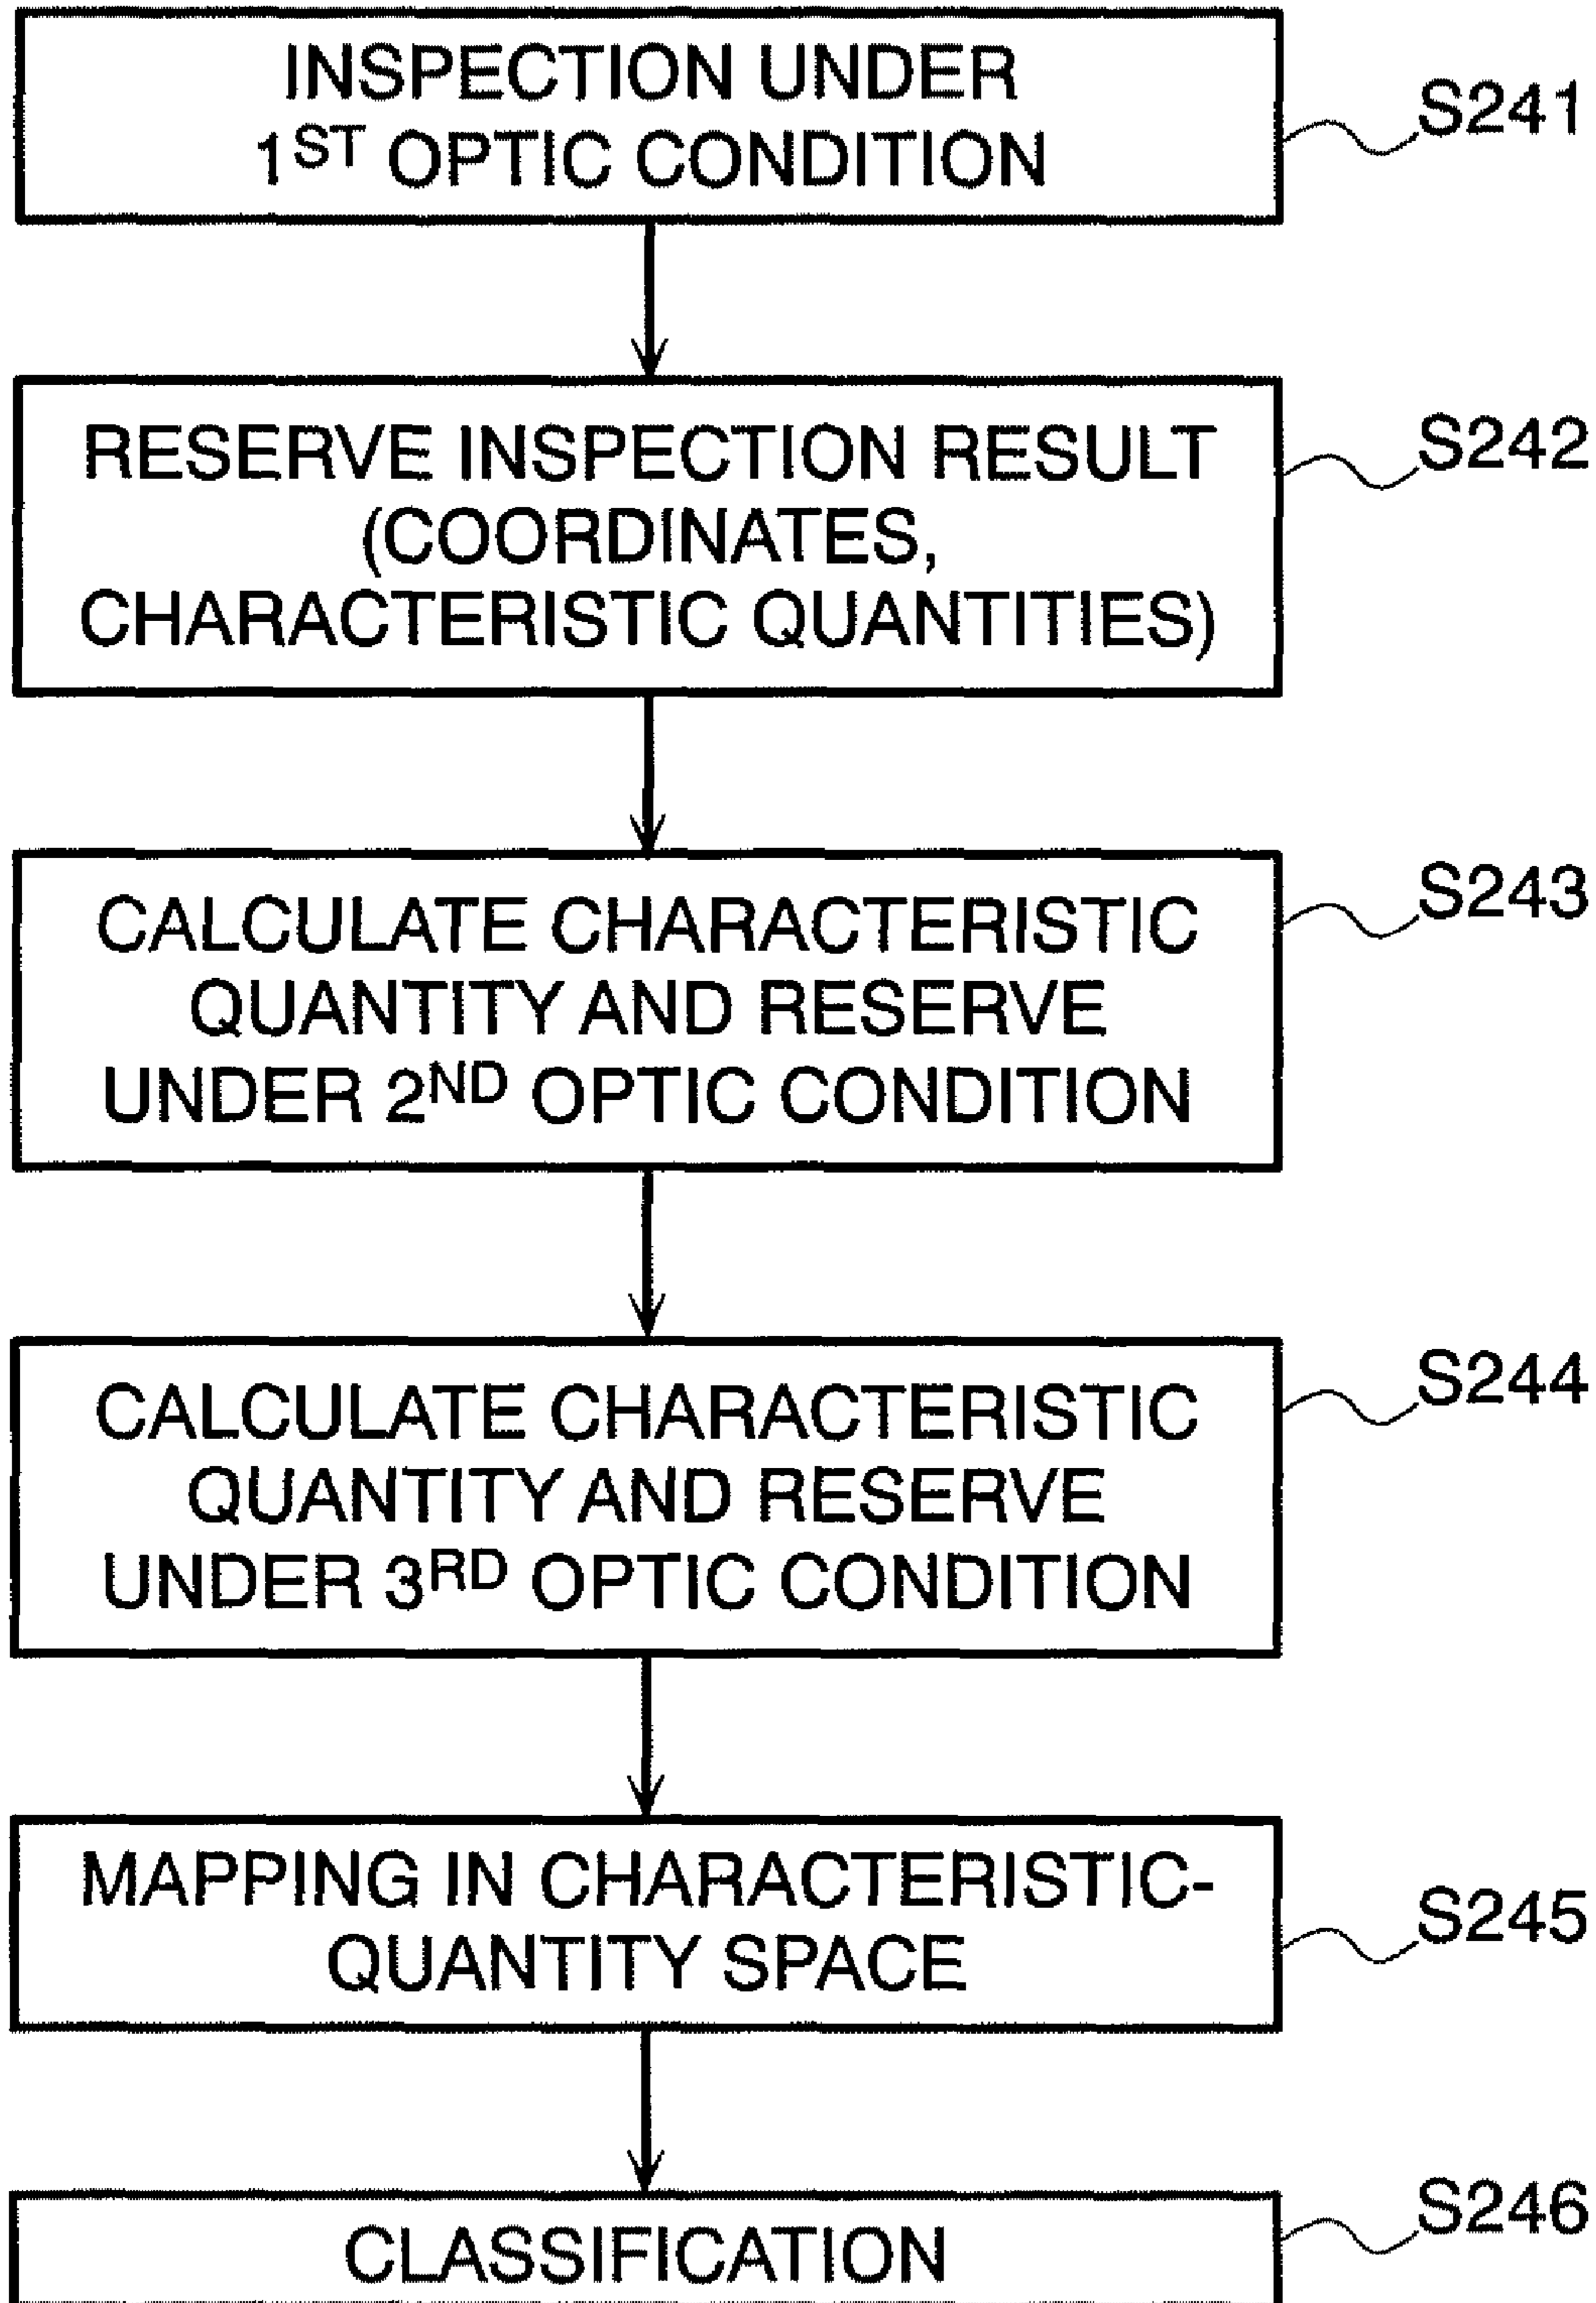 INSPECTION UNDER
1ST OPTIC CONDITION
S241
RESERVE INSPECTION RESULT
(COORDINATES,
CHARACTERISTIC QUANTITIES)
S242
CALCULATE CHARACTERISTIC
QUANTITY AND RESERVE
UNDER 2ND OPTIC CONDITION
S243
CALCULATE CHARACTERISTIC
QUANTITY AND RESERVE
UNDER 3RD OPTIC CONDITION
S244
MAPPING IN CHARACTERISTIC-
QUANTITY SPACE
S245
CLASSIFICATION
S246